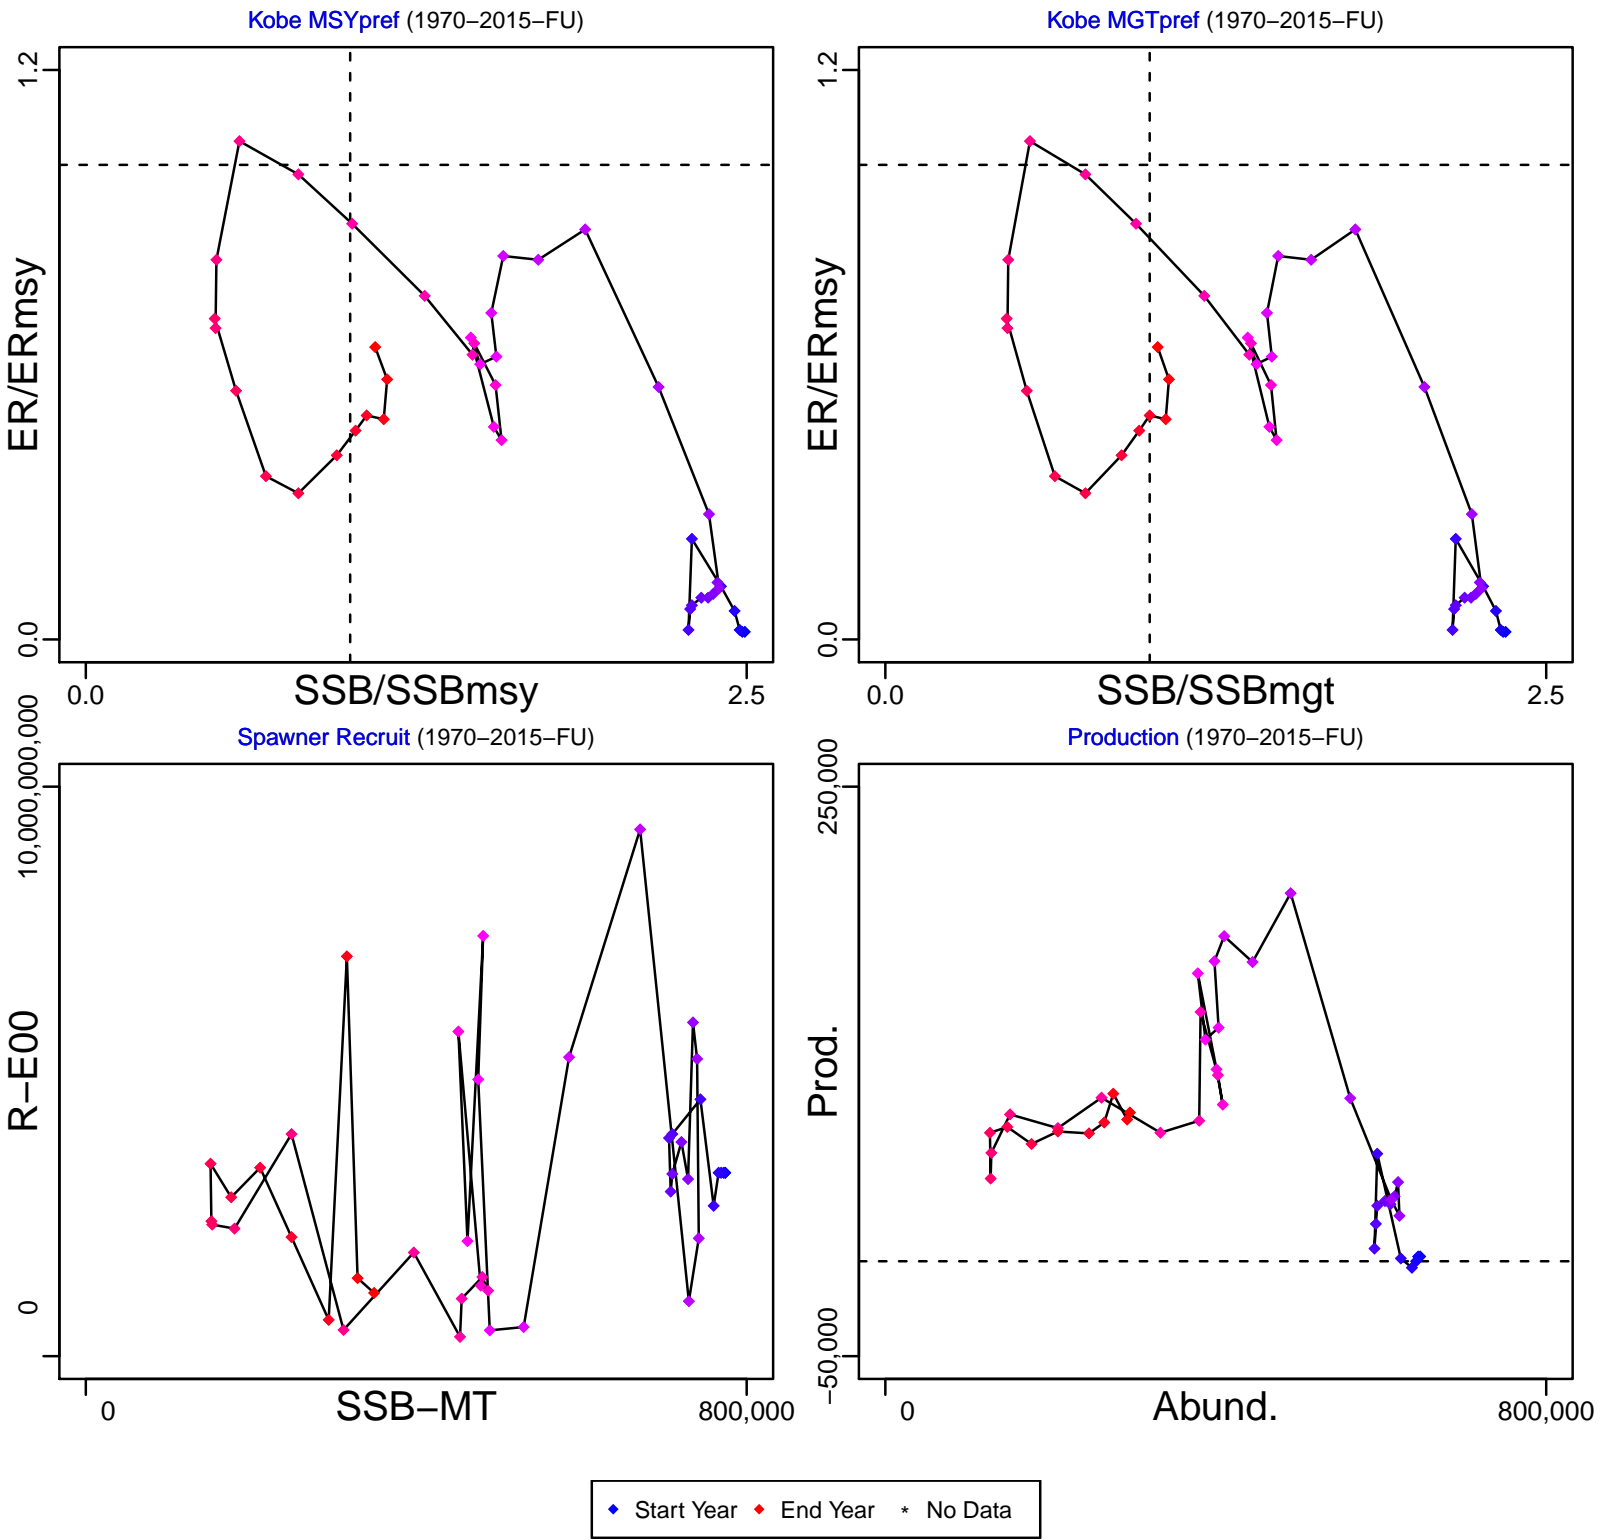 Kobe MSYpref (1970−2015−FU)
1.2
0.0
ER/ERmsy
0.0
SSB/SSBmsy
2.5
Kobe MGTpref (1970−2015−FU)
1.2
0.0
ER/ERmsy
0.0
SSB/SSBmgt
2.5
Spawner Recruit (1970−2015−FU)
10,000,000,000
0
R−E00
0
SSB−MT
800,000
Production (1970−2015−FU)
250,000
−50,000
Prod.
0
Abund.
800,000
Start Year
End Year
* No Data